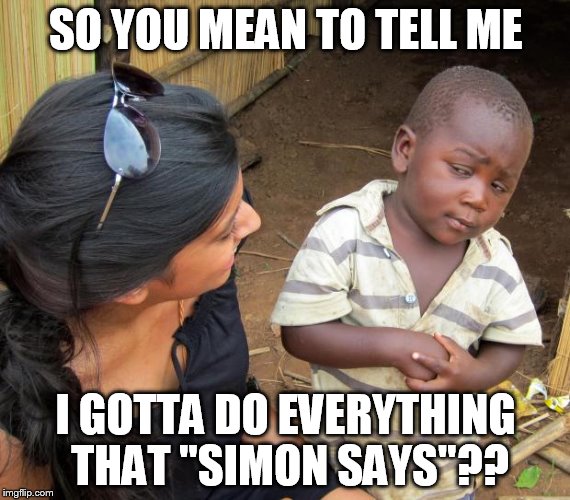 SO YOU MEAN TO TELL ME
I GOTTA DO EVERYTHING
THAT "SIMON SAYS"??
imgflip.com